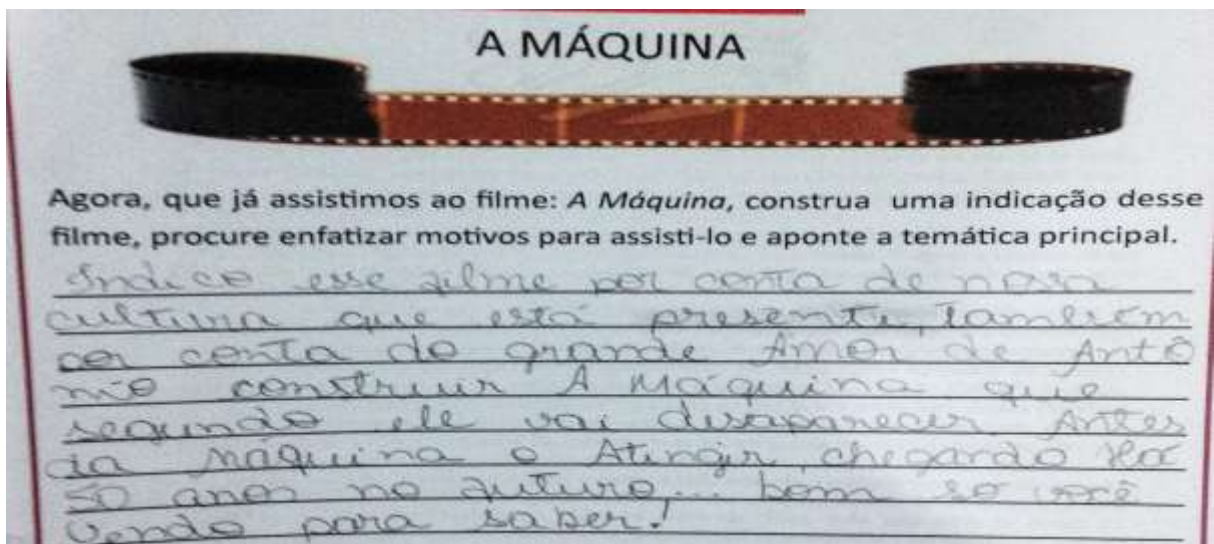 A MÁQUINA
Agora, que já assistimos ao filme: A Máquina, construa uma indicação desse
filme, procure enfatizar motivos para assisti-lo e aponte a temática principal.
Indico esse filme por conta de nossa
cultura que está presente, também
por conta do grande Amor de Antô
nio construir A Máquina que
segundo ele vai desaparecer Antes
da máquina o Atingir, chegando Há
50 anos no futuro... bom só você
vendo para saber!